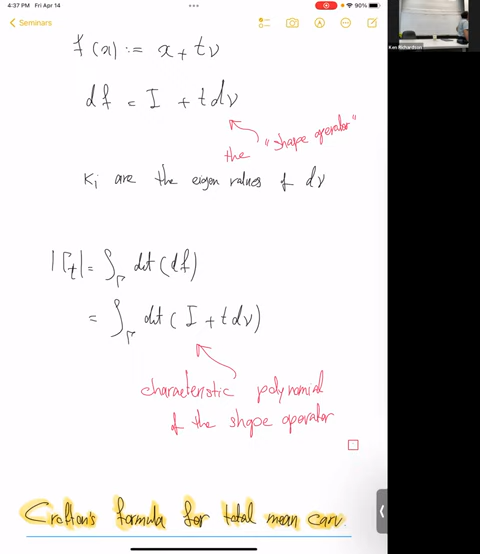 4:37 PM Fri Apr 14
90%
Seminars
Ken Richardson
f(x) := x + tν
df = I + t dν
the "shape operator"
Ki are the eigen values of dν
|Γt| = ∫Γ det (df)
= ∫Γ det ( I + t dν)
characteristic polynomial
of the shape operator
Crofton's formula for total mean curv.